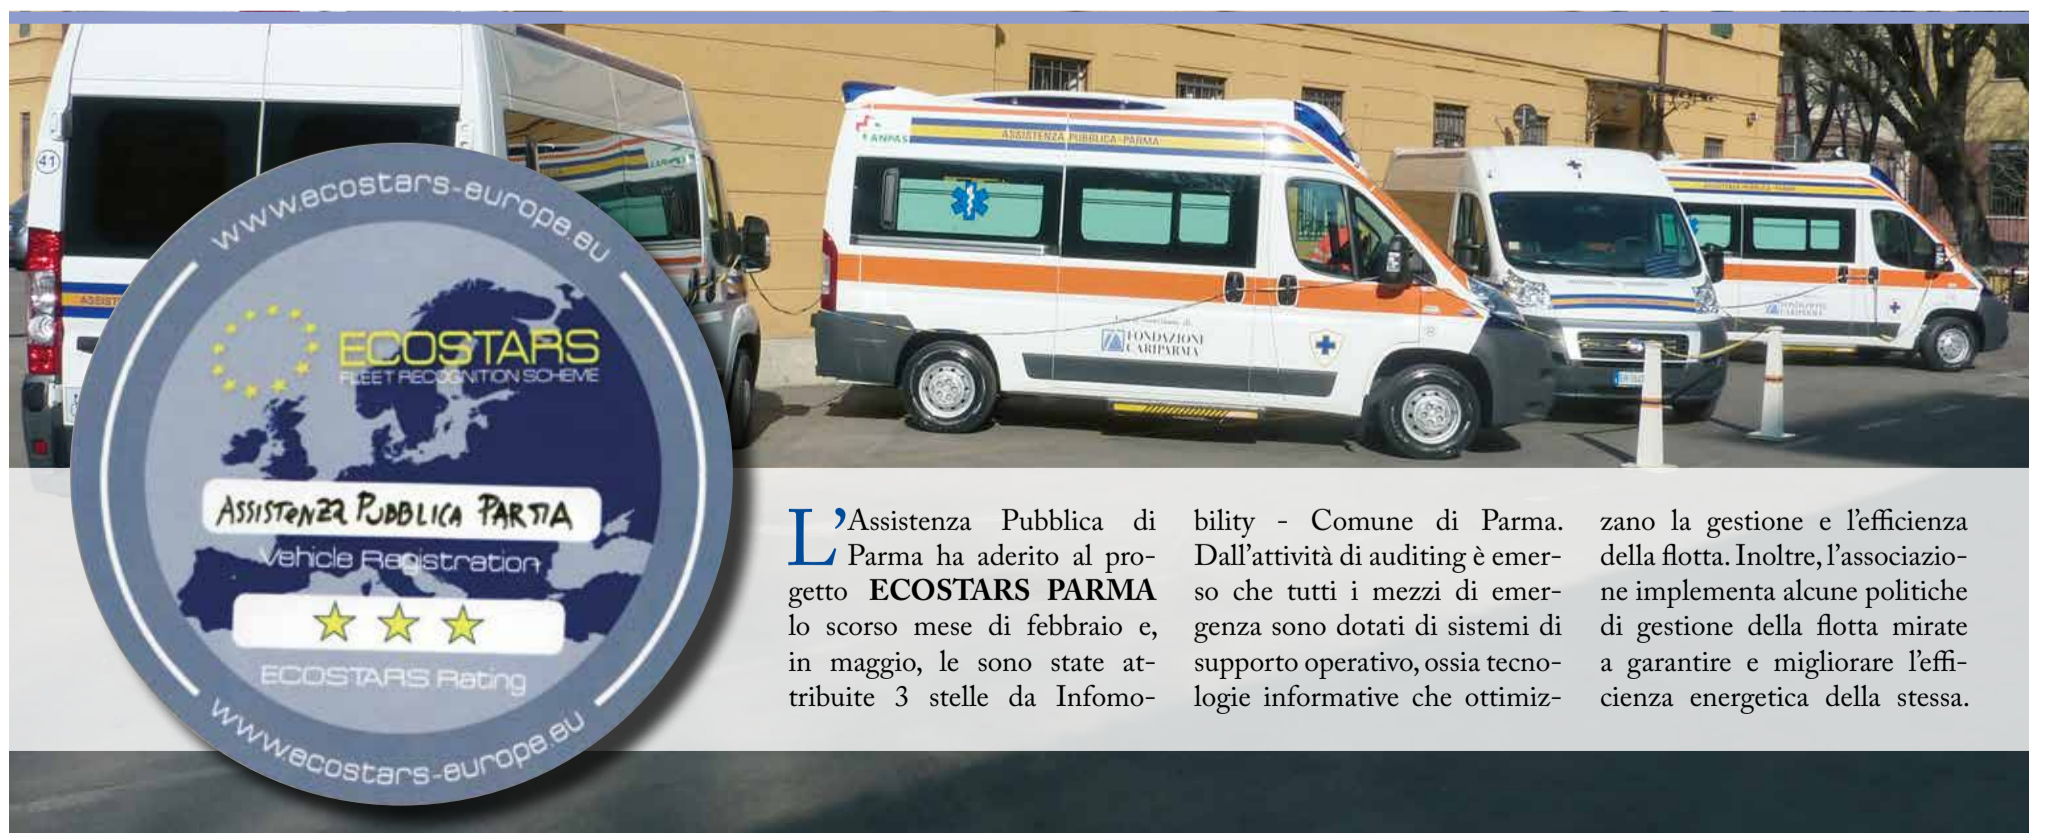 41
ANPAS
ASSISTENZA PUBBLICA-PARMA
FONDAZIONE
CARIPARMA
www.ecostars-europe.eu
ECOSTARS
FLEET RECOGNITION SCHEME
ASSISTENZA PUBBLICA PARMA
Vehicle Registration
ECOSTARS Rating
www.ecostars-europe.eu
L'Assistenza Pubblica di
Parma ha aderito al pro-
getto ECOSTARS PARMA
lo scorso mese di febbraio e,
in maggio, le sono state at-
tribuite 3 stelle da Infomo-
bility - Comune di Parma.
Dall'attività di auditing è emer-
so che tutti i mezzi di emer-
genza sono dotati di sistemi di
supporto operativo, ossia tecno-
logie informative che ottimiz-
zano la gestione e l'efficienza
della flotta. Inoltre, l'associazio-
ne implementa alcune politiche
di gestione della flotta mirate
a garantire e migliorare l'effi-
cienza energetica della stessa.